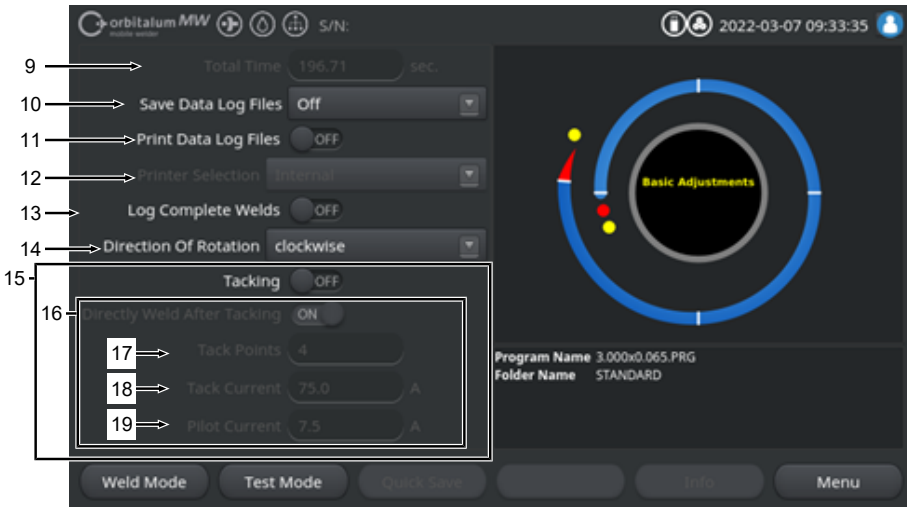 orbitalum MW S/N: 2022-03-07 09:33:35
mobile welder
9 Total Time 196.71 sec.
10 Save Data Log Files Off
11 Print Data Log Files OFF
12 Printer Selection Internal
13 Log Complete Welds OFF
14 Direction Of Rotation clockwise
15 Tacking OFF
16 Directly Weld After Tacking ON
17 Tack Points 4
18 Tack Current 75.0 A
19 Pilot Current 7.5 A
Basic Adjustments
Program Name 3.000x0.065.PRG
Folder Name STANDARD
Weld Mode Test Mode Quick Save Info Menu